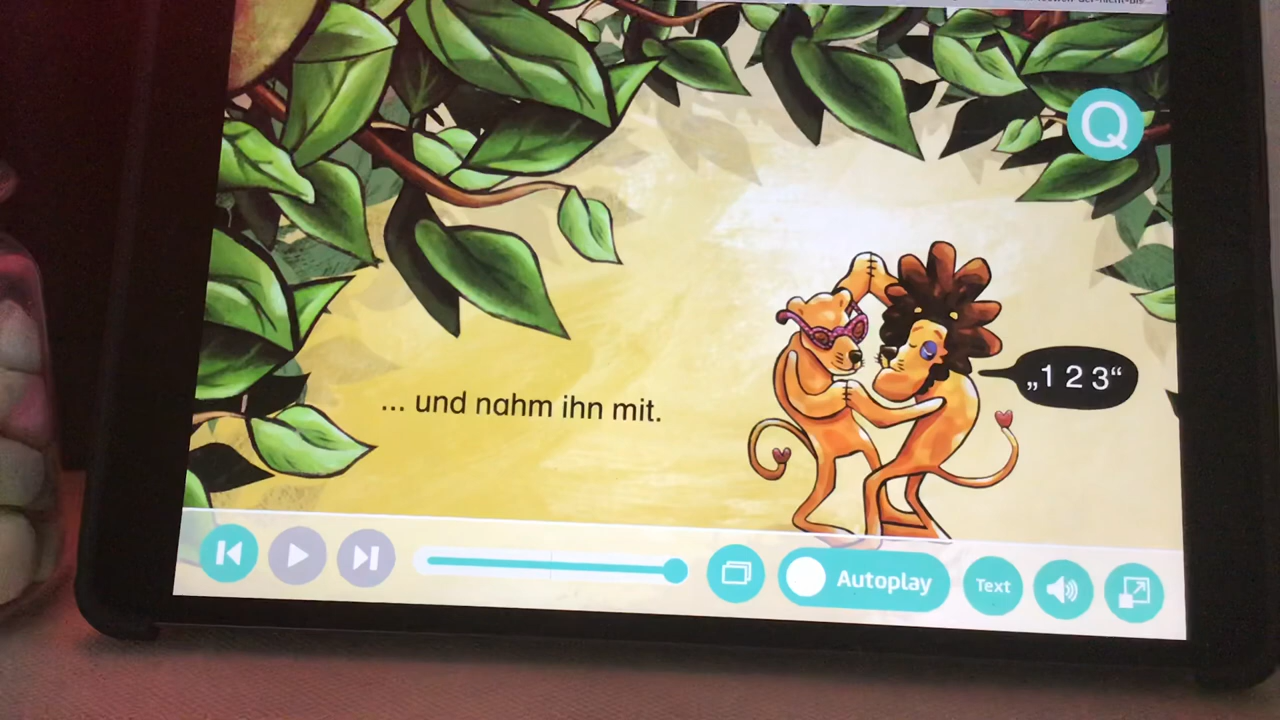 Q
„1 2 3“
... und nahm ihn mit.
Autoplay
Text